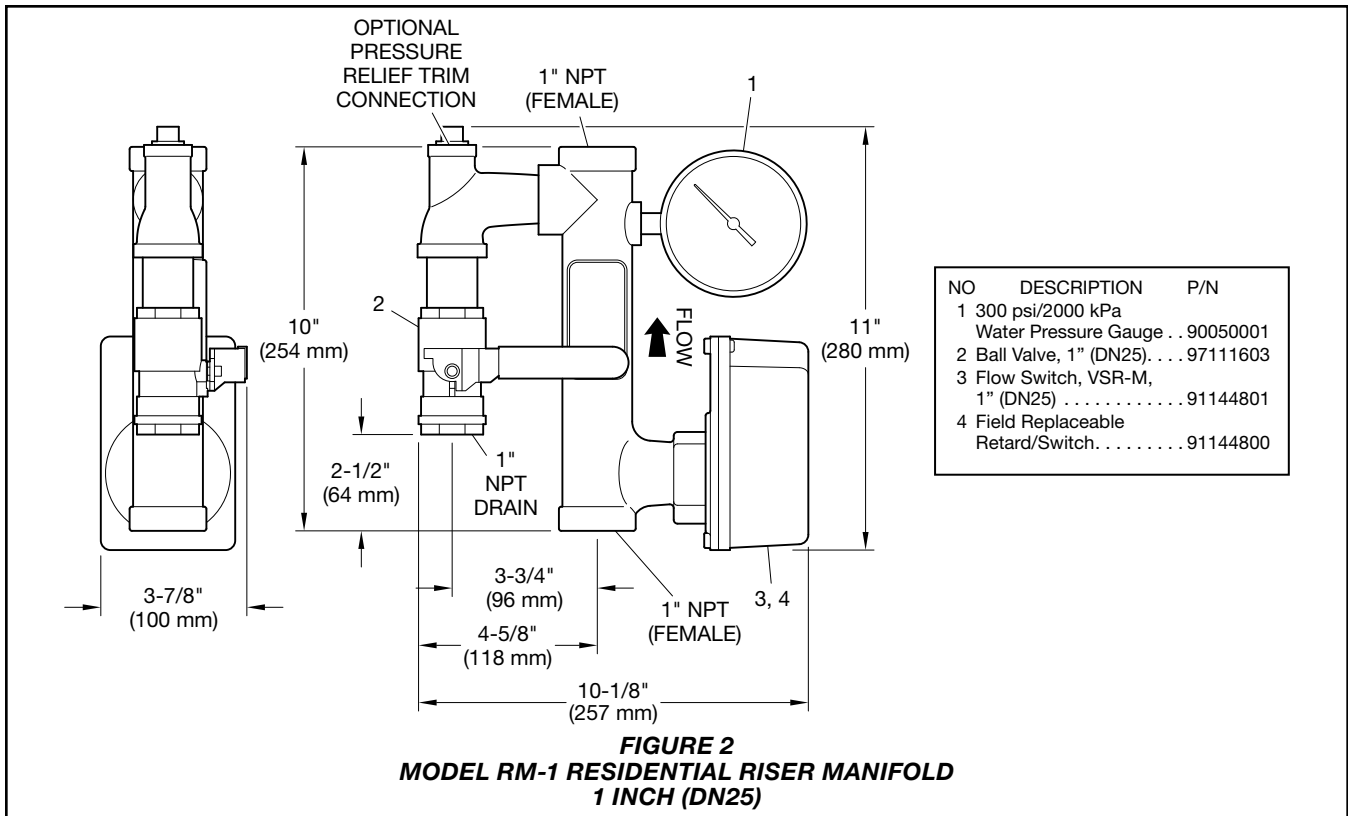 OPTIONAL
PRESSURE
RELIEF TRIM
CONNECTION
1" NPT
(FEMALE)
1
2
10"
(254 mm)
FLOW
11"
(280 mm)
2-1/2"
(64 mm)
1"
NPT
DRAIN
3-7/8"
(100 mm)
3-3/4"
(96 mm)
4-5/8"
(118 mm)
1" NPT
(FEMALE)
3, 4
10-1/8"
(257 mm)
NO DESCRIPTION P/N
1 300 psi/2000 kPa
Water Pressure Gauge . . 90050001
2 Ball Valve, 1” (DN25). . . . 97111603
3 Flow Switch, VSR-M,
1” (DN25) . . . . . . . . . . . . 91144801
4 Field Replaceable
Retard/Switch. . . . . . . . . 91144800
FIGURE 2
MODEL RM-1 RESIDENTIAL RISER MANIFOLD
1 INCH (DN25)